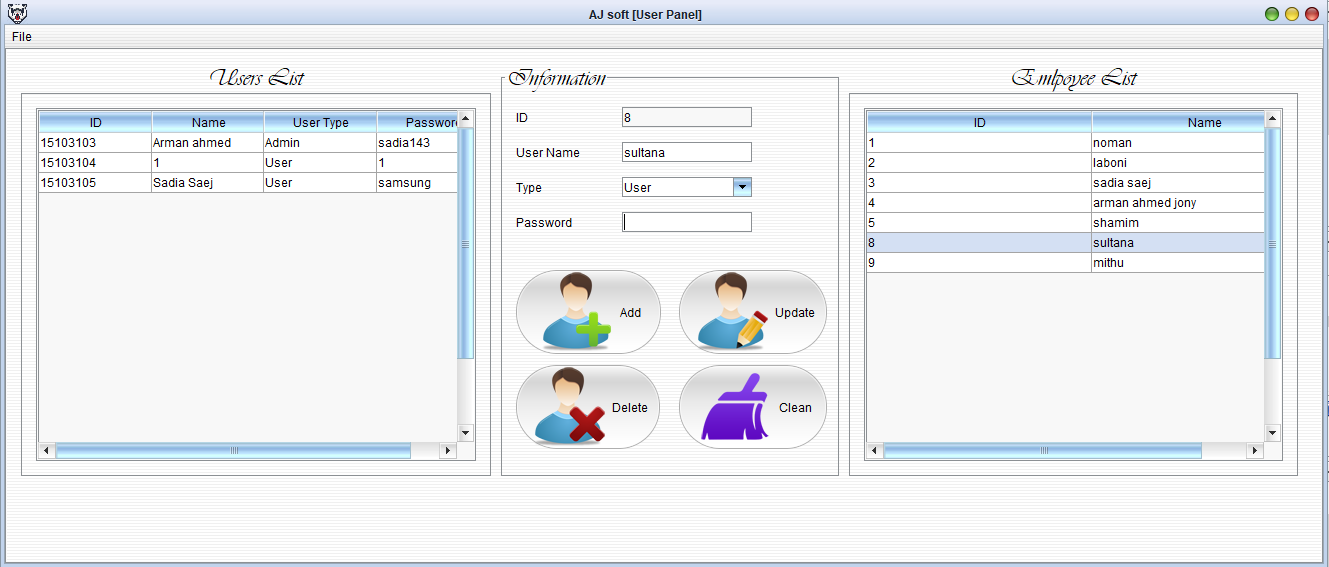 AJ soft [User Panel]
File
Users List
ID Name User Type Password
15103103 Arman ahmed Admin sadia143
15103104 1 User 1
15103105 Sadia Saej User samsung
Information
ID 8
User Name sultana
Type User
Password
Add
Update
Delete
Clean
Emlpoyee List
ID Name
1 noman
2 laboni
3 sadia saej
4 arman ahmed jony
5 shamim
8 sultana
9 mithu